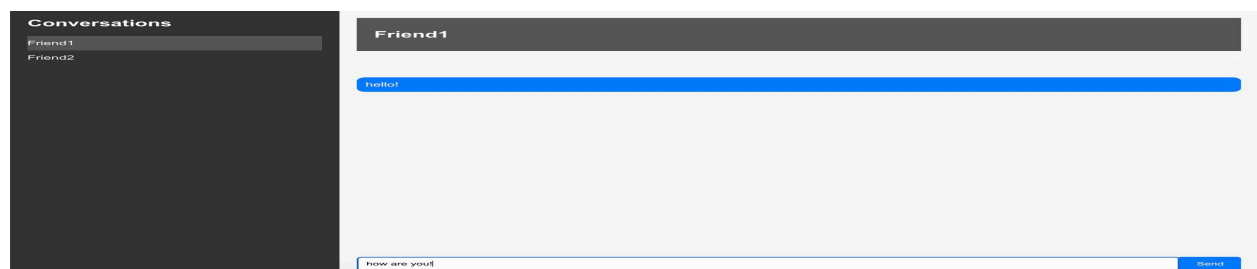 Conversations
Friend1
Friend2
Friend1
hello!
how are you!
Send